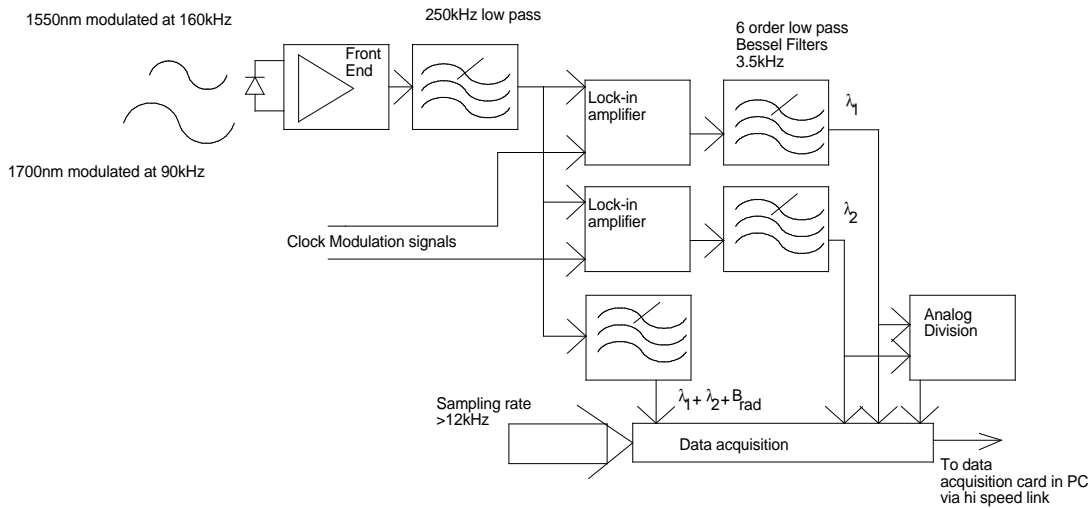 1550nm modulated at 160kHz
250kHz low pass
6 order low pass
Bessel Filters
3.5kHz
Front
End
Lock-in
amplifier
λ1
1700nm modulated at 90kHz
Lock-in
amplifier
λ2
Clock Modulation signals
Analog
Division
λ1+ λ2+Brad
Sampling rate
>12kHz
Data acquisition
To data
acquisition card in PC
via hi speed link